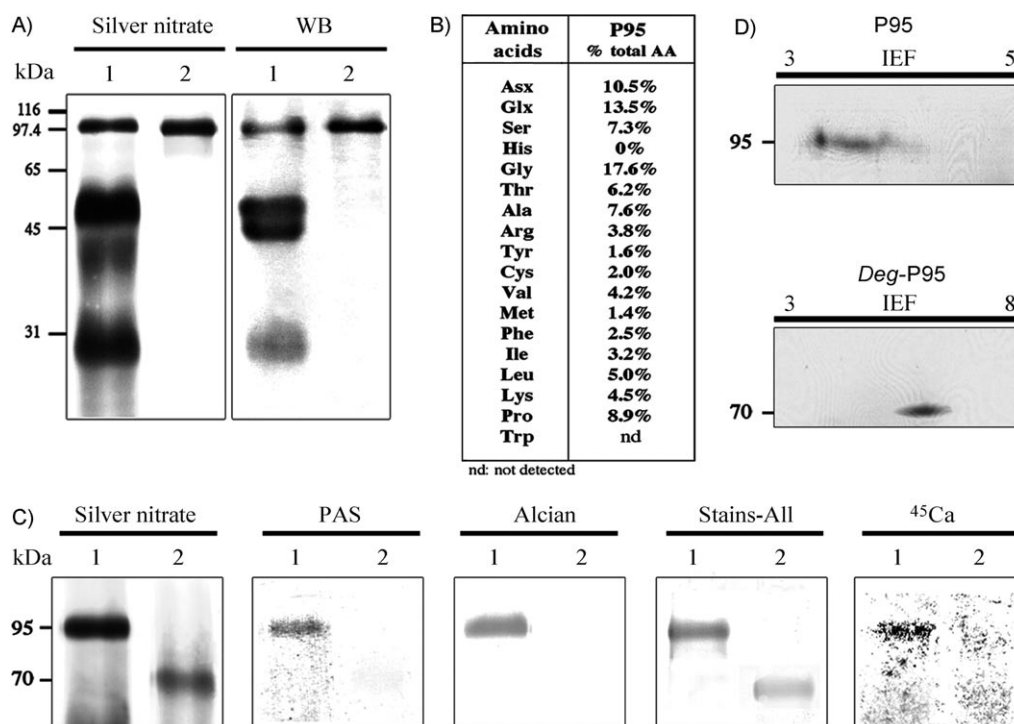 A)
Silver nitrate WB
kDa 1 2 1 2
116
97.4
65
45
31
B)
Amino acids P95 % total AA
Asx 10.5%
Glx 13.5%
Ser 7.3%
His 0%
Gly 17.6%
Thr 6.2%
Ala 7.6%
Arg 3.8%
Tyr 1.6%
Cys 2.0%
Val 4.2%
Met 1.4%
Phe 2.5%
Ile 3.2%
Leu 5.0%
Lys 4.5%
Pro 8.9%
Trp nd
nd: not detected
D) P95
3 IEF 5
95
Deg-P95
3 IEF 8
70
C) Silver nitrate PAS Alcian Stains-All ⁴⁵Ca
kDa 1 2 1 2 1 2 1 2 1 2
95
70